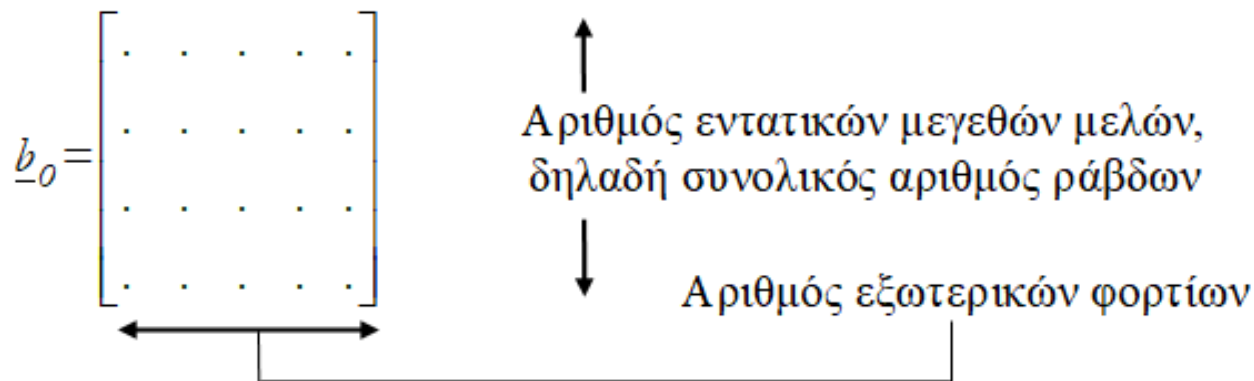 Αριθμός εντατικών μεγεθών μελών,
δηλαδή συνολικός αριθμός ράβδων
b₀=
Αριθμός εξωτερικών φορτίων